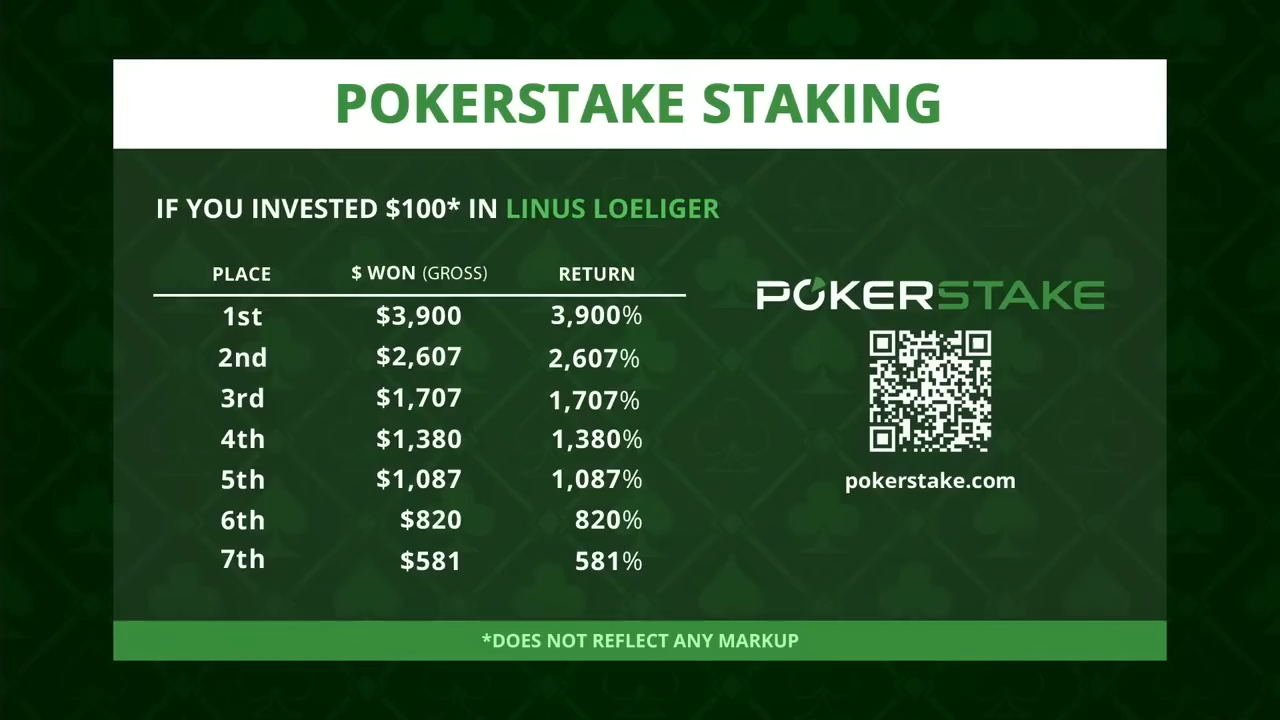 POKERSTAKE STAKING
IF YOU INVESTED $100* IN LINUS LOELIGER
PLACE $ WON (GROSS) RETURN
1st $3,900 3,900%
2nd $2,607 2,607%
3rd $1,707 1,707%
4th $1,380 1,380%
5th $1,087 1,087%
6th $820 820%
7th $581 581%
POKERSTAKE
pokerstake.com
*DOES NOT REFLECT ANY MARKUP